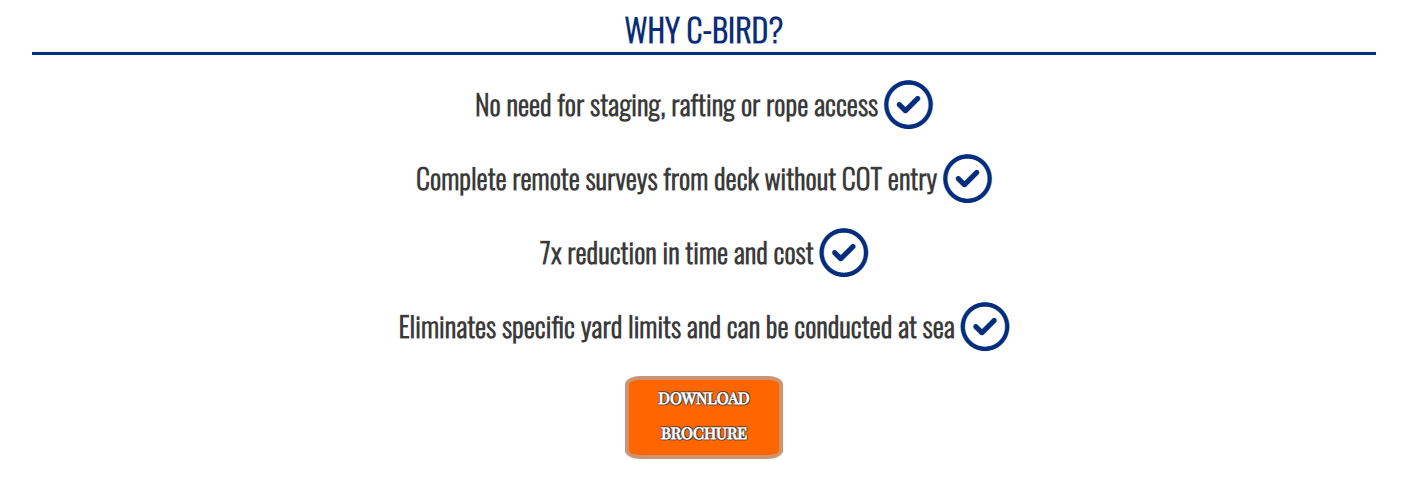 WHY C-BIRD?
No need for staging, rafting or rope access
Complete remote surveys from deck without COT entry
7x reduction in time and cost
Eliminates specific yard limits and can be conducted at sea
DOWNLOAD
BROCHURE